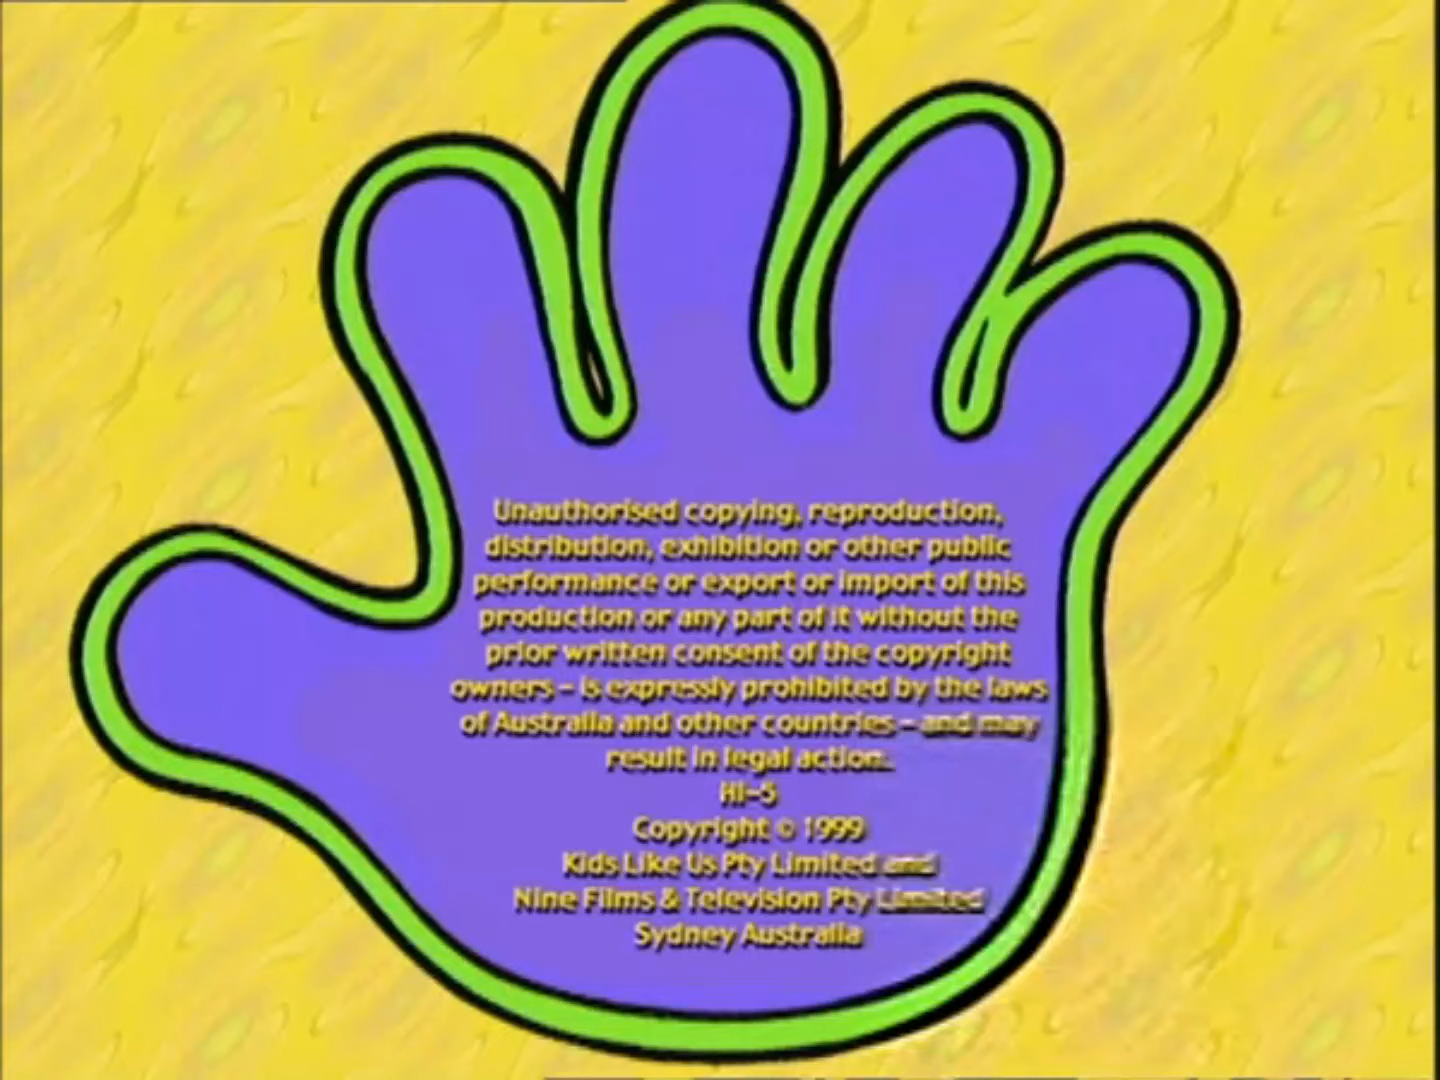 Unauthorised copying, reproduction,
distribution, exhibition or other public
performance or export or import of this
production or any part of it without the
prior written consent of the copyright
owners – is expressly prohibited by the laws
of Australia and other countries – and may
result in legal action.
HI-5
Copyright © 1999
Kids Like Us Pty Limited and
Nine Films & Television Pty Limited
Sydney Australia